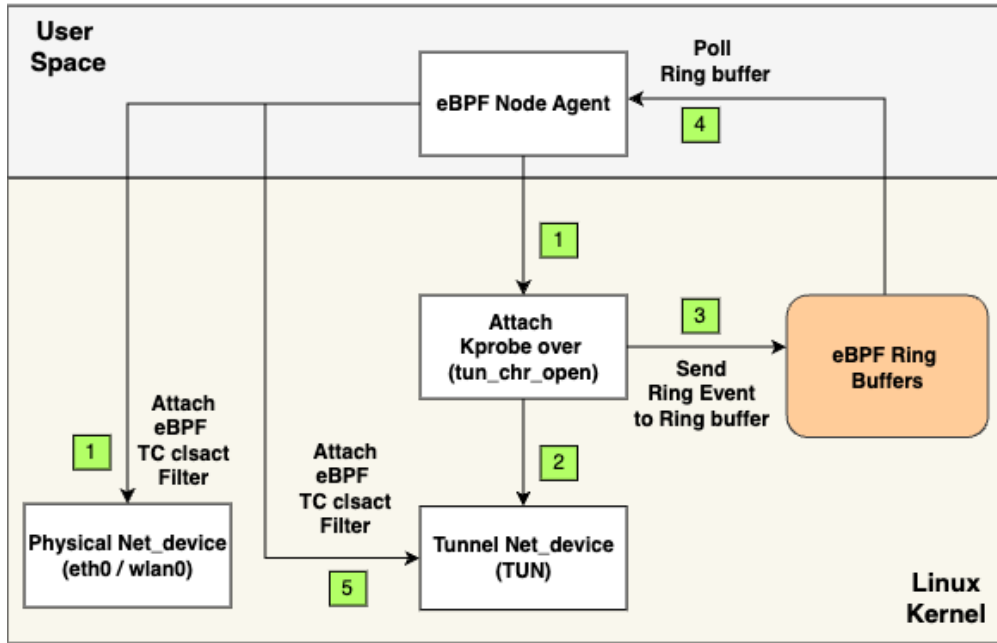 User
Space
Poll
Ring buffer
eBPF Node Agent
4
1
Attach
Kprobe over
(tun_chr_open)
3
Send
Ring Event
to Ring buffer
eBPF Ring
Buffers
Attach
eBPF
TC clsact
Filter
1
Attach
eBPF
TC clsact
Filter
2
Physical Net_device
(eth0 / wlan0)
Tunnel Net_device
(TUN)
5
Linux
Kernel